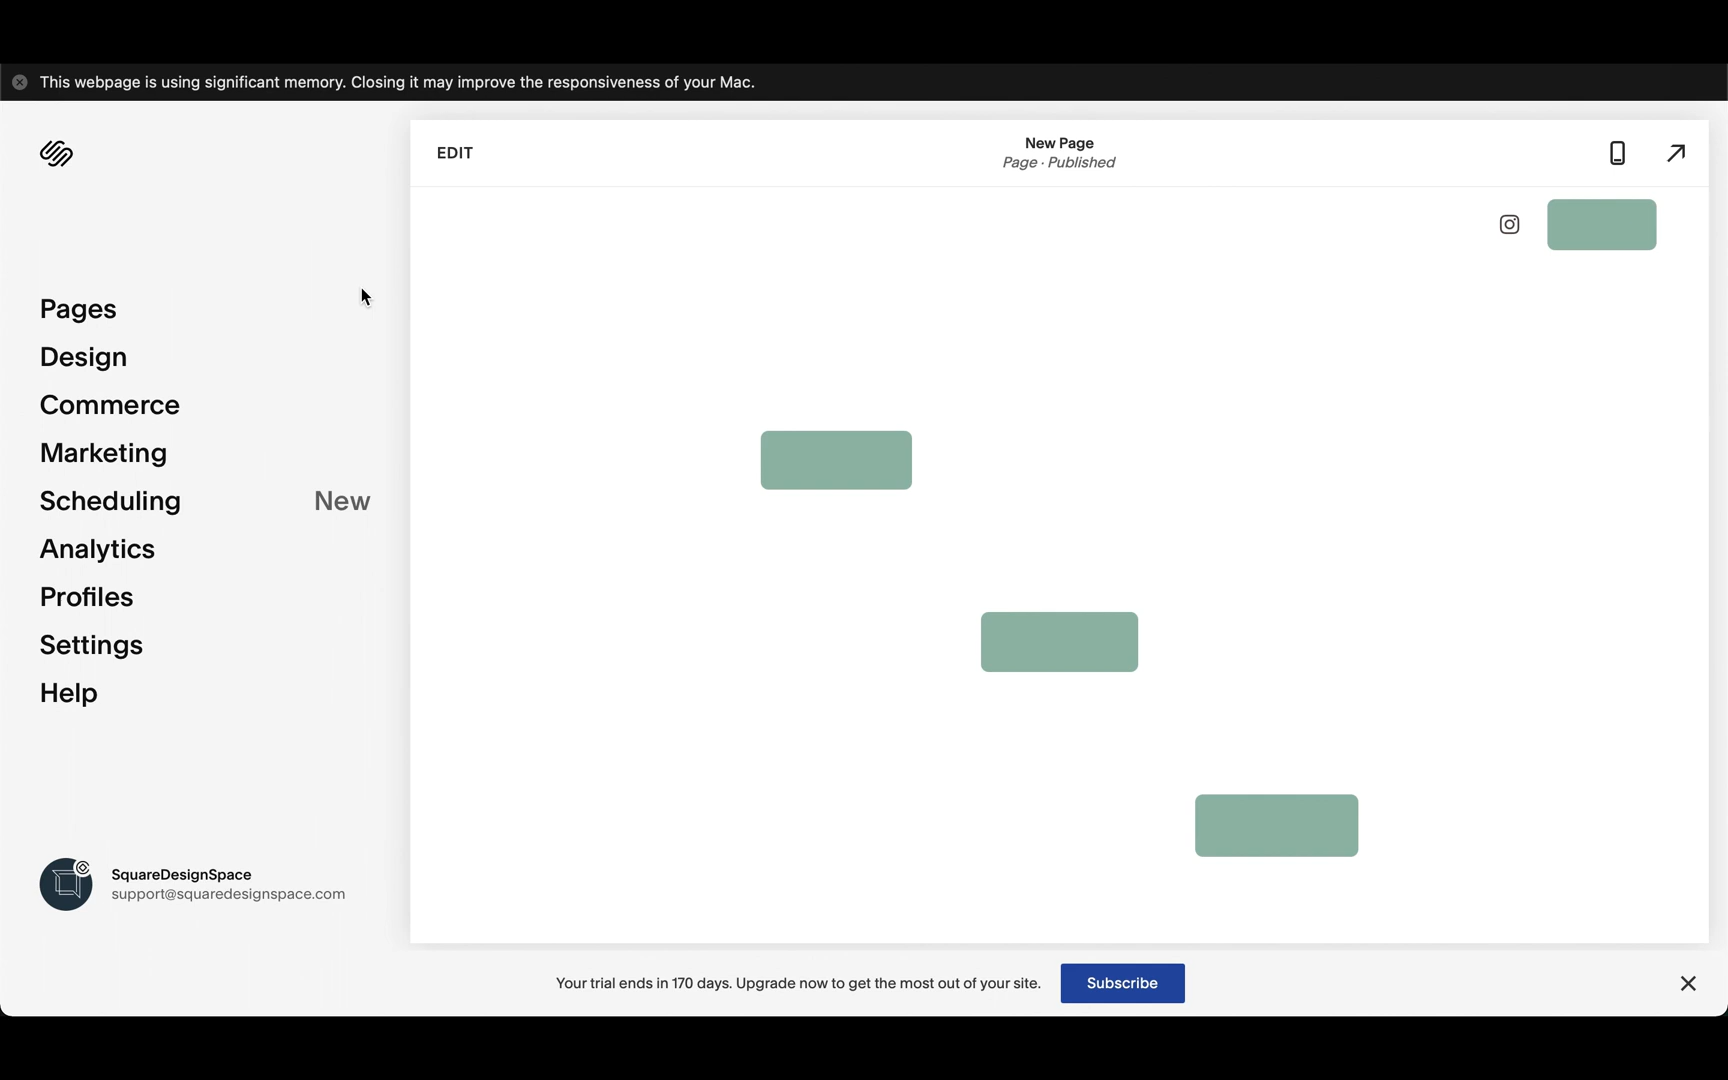 This webpage is using significant memory. Closing it may improve the responsiveness of your Mac.
EDIT
New Page
Page · Published
Pages
Design
Commerce
Marketing
Scheduling New
Analytics
Profiles
Settings
Help
SquareDesignSpace
support@squaredesignspace.com
Your trial ends in 170 days. Upgrade now to get the most out of your site.
Subscribe